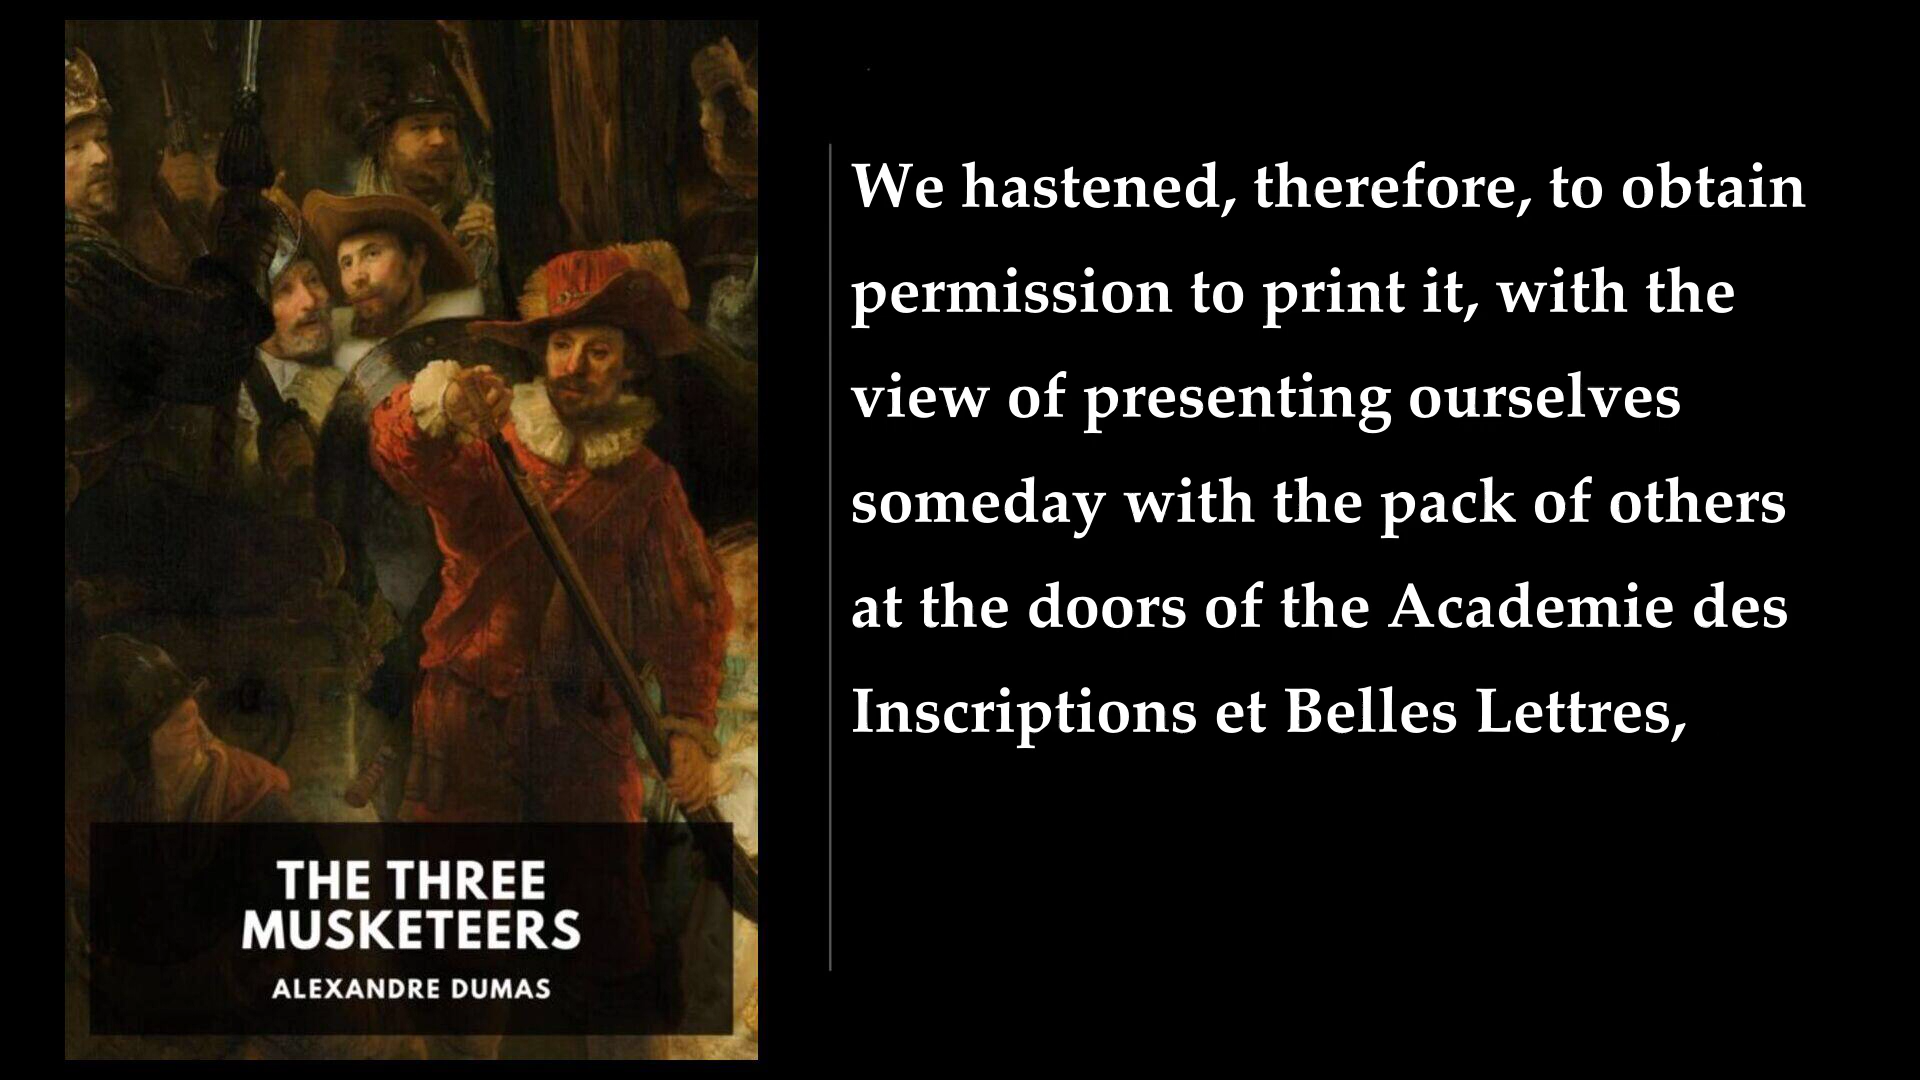 THE THREE
MUSKETEERS
ALEXANDRE DUMAS
We hastened, therefore, to obtain
permission to print it, with the
view of presenting ourselves
someday with the pack of others
at the doors of the Academie des
Inscriptions et Belles Lettres,